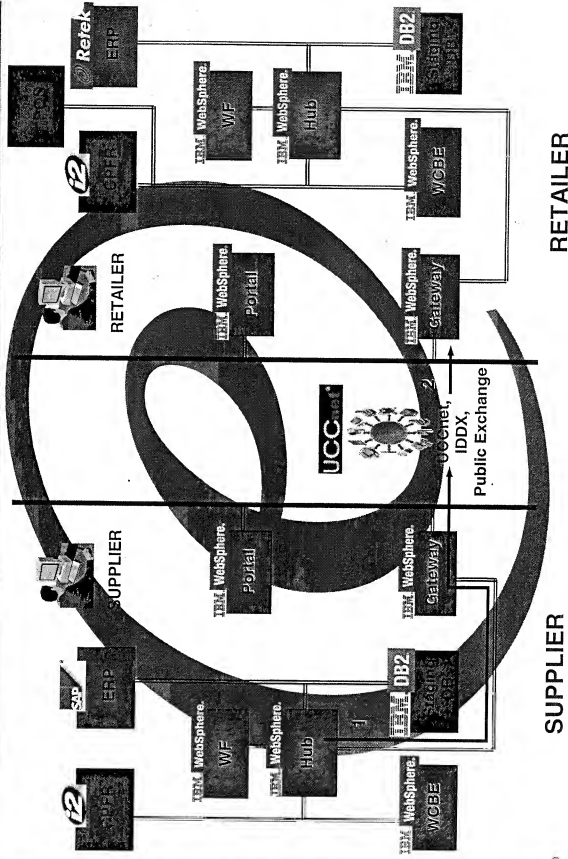 i2
CPFR
SAP
ERP
SUPPLIER
RETAILER
i2
CPFR
POS
Retek
ERP
IBM WebSphere.
WF
IBM WebSphere.
Hub
IBM WebSphere.
Portal
IBM WebSphere.
Portal
IBM WebSphere.
WF
IBM WebSphere.
Hub
IBM WebSphere.
WCBE
1
IBM DB2
Staging
IBM WebSphere.
Gateway
UCCnet
2
UCCnet,
IDDX,
Public Exchange
IBM WebSphere.
Gateway
IBM WebSphere.
WCBE
IBM DB2
Staging
SUPPLIER
RETAILER